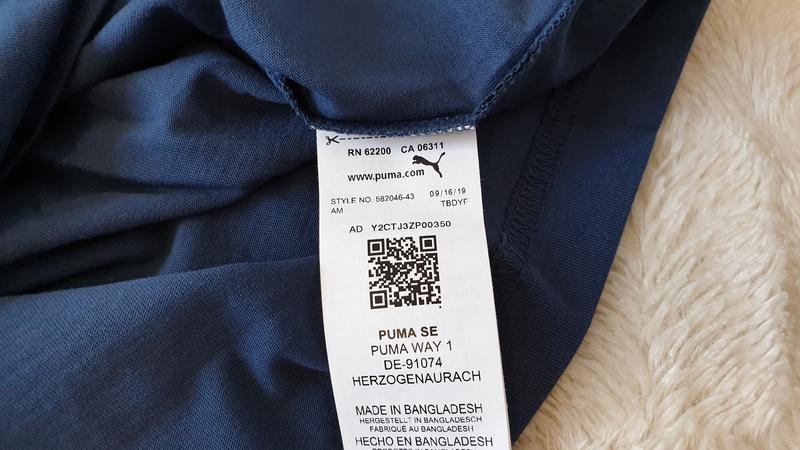 RN 62200 CA 06311
www.puma.com
STYLE NO. 582046-43 09/16/19
AM TBDYF
AD Y2CTJ3ZP00350
PUMA SE
PUMA WAY 1
DE-91074
HERZOGENAURACH
MADE IN BANGLADESH
HERGESTELLT IN BANGLADESCH
FABRIQUÉ AU BANGLADESH
HECHO EN BANGLADESH